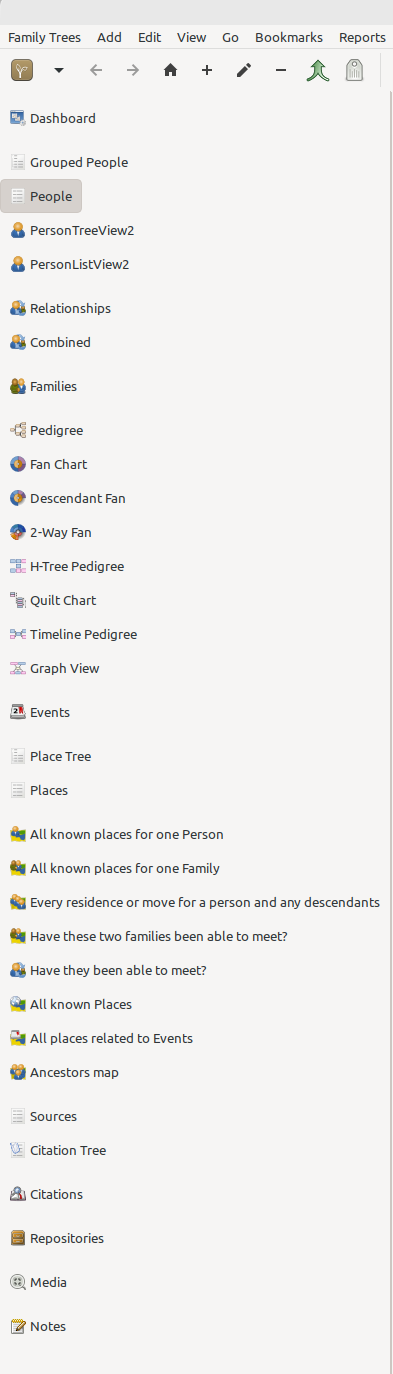 Family Trees Add Edit View Go Bookmarks Reports
Dashboard
Grouped People
People
PersonTreeView2
PersonListView2
Relationships
Combined
Families
Pedigree
Fan Chart
Descendant Fan
2-Way Fan
H-Tree Pedigree
Quilt Chart
Timeline Pedigree
Graph View
Events
Place Tree
Places
All known places for one Person
All known places for one Family
Every residence or move for a person and any descendants
Have these two families been able to meet?
Have they been able to meet?
All known Places
All places related to Events
Ancestors map
Sources
Citation Tree
Citations
Repositories
Media
Notes